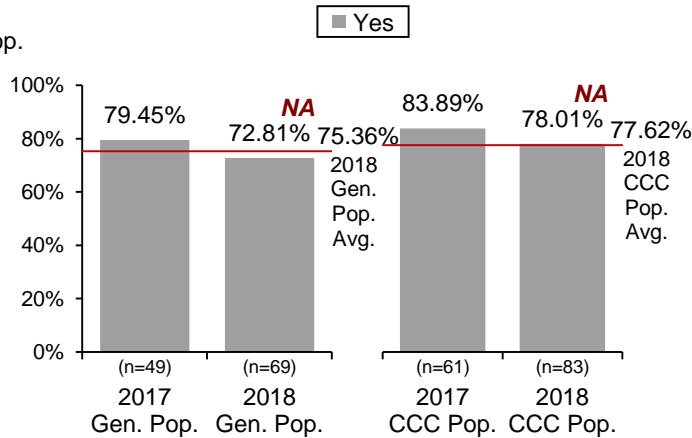 Yes
op.
100%
80%
60%
40%
20%
0%
79.45%
NA
72.81%
75.36%
2018
Gen.
Pop.
Avg.
83.89%
NA
78.01%
77.62%
2018
CCC
Pop.
Avg.
(n=49)
(n=69)
(n=61)
(n=83)
2017
Gen. Pop.
2018
Gen. Pop.
2017
CCC Pop.
2018
CCC Pop.